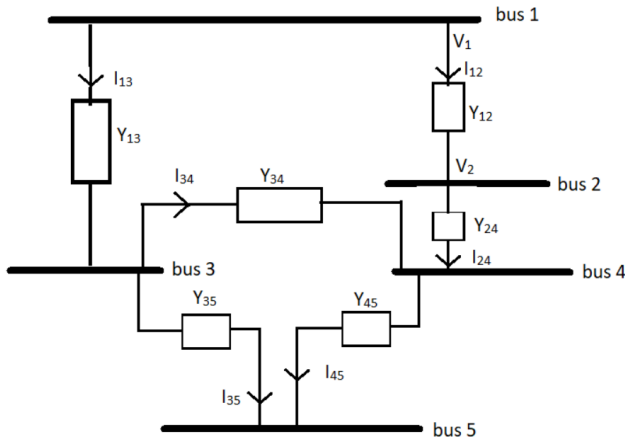 bus 1
V₁
I₁₂
I₁₃
Y₁₂
Y₁₃
V₂
I₃₄
Y₃₄
bus 2
Y₂₄
I₂₄
bus 3
bus 4
Y₃₅
Y₄₅
I₃₅
I₄₅
bus 5